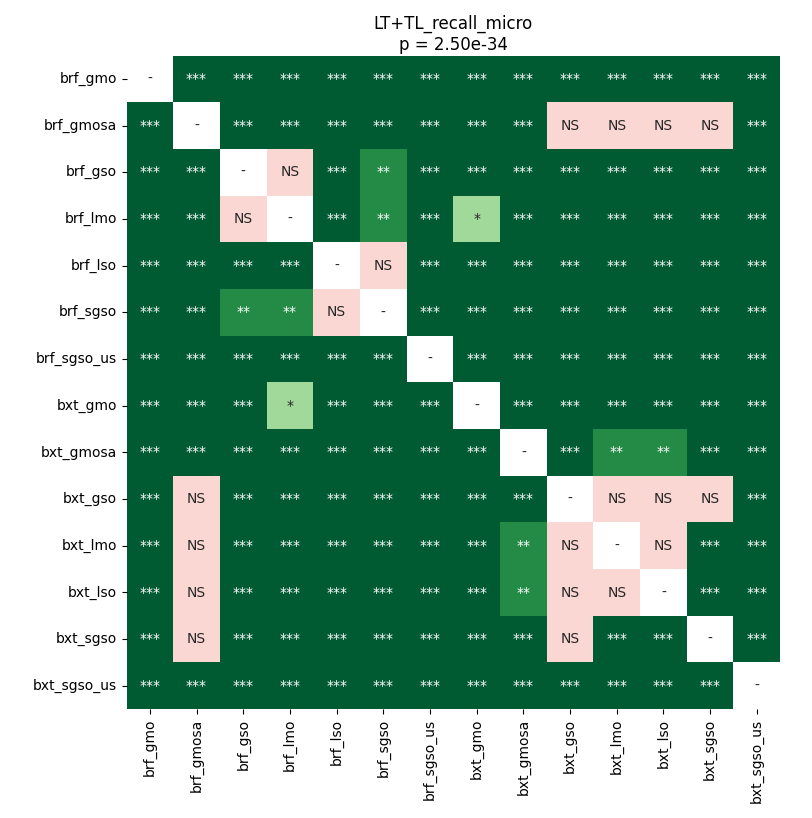 LT+TL_recall_micro
p = 2.50e-34
brf_gmo - *** *** *** *** *** *** *** *** *** *** *** *** ***
brf_gmosa *** - *** *** *** *** *** *** *** NS NS NS NS ***
brf_gso *** *** - NS *** ** *** *** *** *** *** *** *** ***
brf_lmo *** *** NS - *** ** *** * *** *** *** *** *** ***
brf_lso *** *** *** *** - NS *** *** *** *** *** *** *** ***
brf_sgso *** *** ** ** NS - *** *** *** *** *** *** *** ***
brf_sgso_us *** *** *** *** *** *** - *** *** *** *** *** *** ***
bxt_gmo *** *** *** * *** *** *** - *** *** *** *** *** ***
bxt_gmosa *** *** *** *** *** *** *** *** - *** ** ** *** ***
bxt_gso *** NS *** *** *** *** *** *** *** - NS NS NS ***
bxt_lmo *** NS *** *** *** *** *** *** ** NS - NS *** ***
bxt_lso *** NS *** *** *** *** *** *** ** NS NS - *** ***
bxt_sgso *** NS *** *** *** *** *** *** *** NS *** *** - ***
bxt_sgso_us *** *** *** *** *** *** *** *** *** *** *** *** *** -
brf_gmo brf_gmosa brf_gso brf_lmo brf_lso brf_sgso brf_sgso_us bxt_gmo bxt_gmosa bxt_gso bxt_lmo bxt_lso bxt_sgso bxt_sgso_us